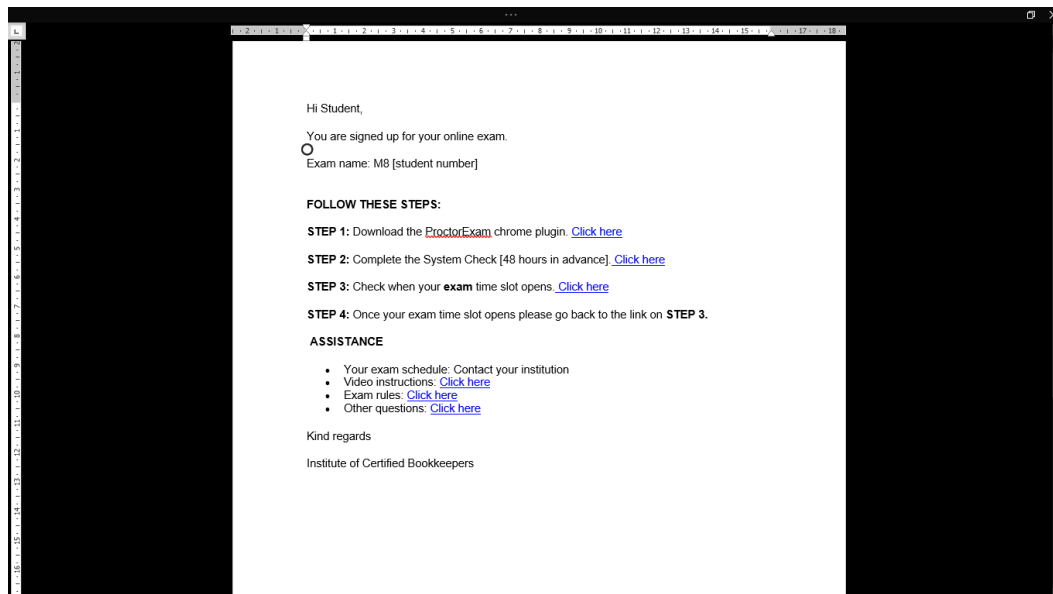 Hi Student,
You are signed up for your online exam.
Exam name: M8 [student number]
FOLLOW THESE STEPS:
STEP 1: Download the ProctorExam chrome plugin. Click here
STEP 2: Complete the System Check [48 hours in advance]. Click here
STEP 3: Check when your exam time slot opens. Click here
STEP 4: Once your exam time slot opens please go back to the link on STEP 3.
ASSISTANCE
• Your exam schedule: Contact your institution
• Video instructions: Click here
• Exam rules: Click here
• Other questions: Click here
Kind regards
Institute of Certified Bookkeepers